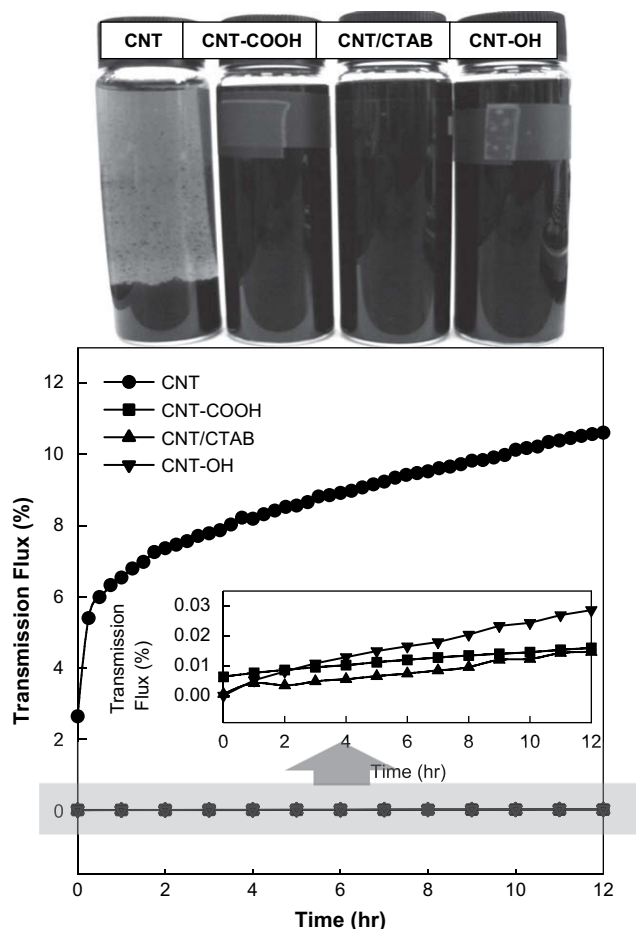 CNT CNT-COOH CNT/CTAB CNT-OH
12
10
8
6
4
2
0
Transmission Flux (%)
CNT
CNT-COOH
CNT/CTAB
CNT-OH
0.03
0.02
0.01
0.00
Transmission
Flux (%)
0 2 4 6 8 10 12
Time (hr)
0 2 4 6 8 10 12
Time (hr)